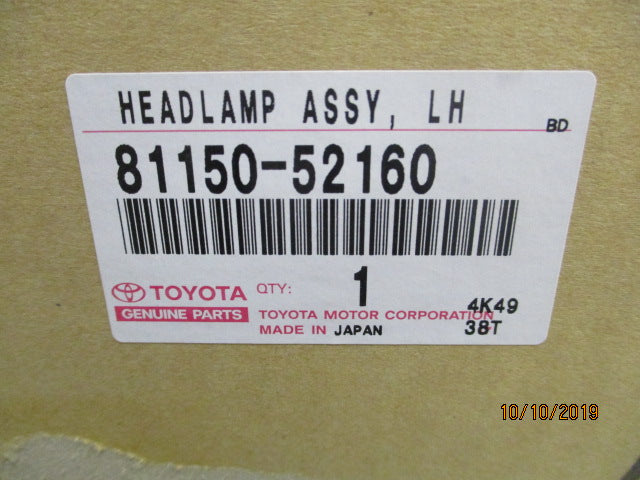 HEADLAMP ASSY, LH
BD
81150-52160
TOYOTA
GENUINE PARTS
QTY: 1
TOYOTA MOTOR CORPORATION
MADE IN JAPAN
4K49
38T
10/10/2019